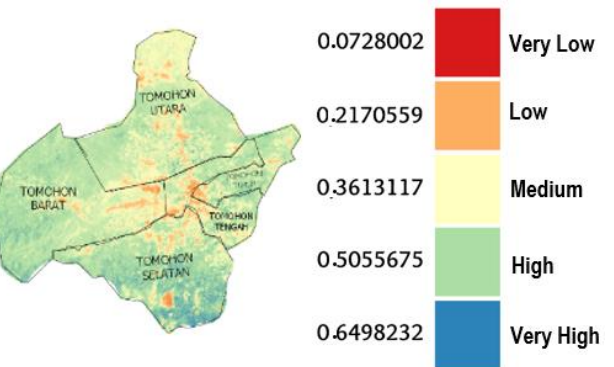 TOMOHON
UTARA
TOMOHON
BARAT
TOMOHON
TOMOHON
TENGAH
TOMOHON
SELATAN
0.0728002 Very Low
0.2170559 Low
0.3613117 Medium
0.5055675 High
0.6498232 Very High